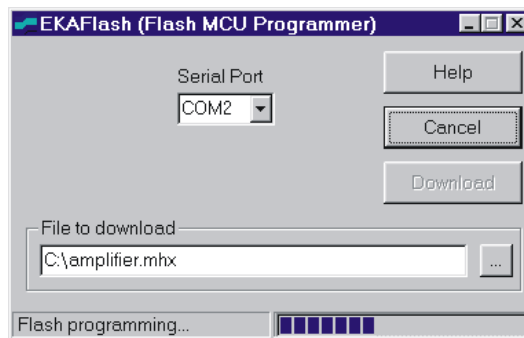 EKAFlash (Flash MCU Programmer)
Serial Port
COM2
Help
Cancel
Download
File to download
C:\amplifier.mhx
...
Flash programming...